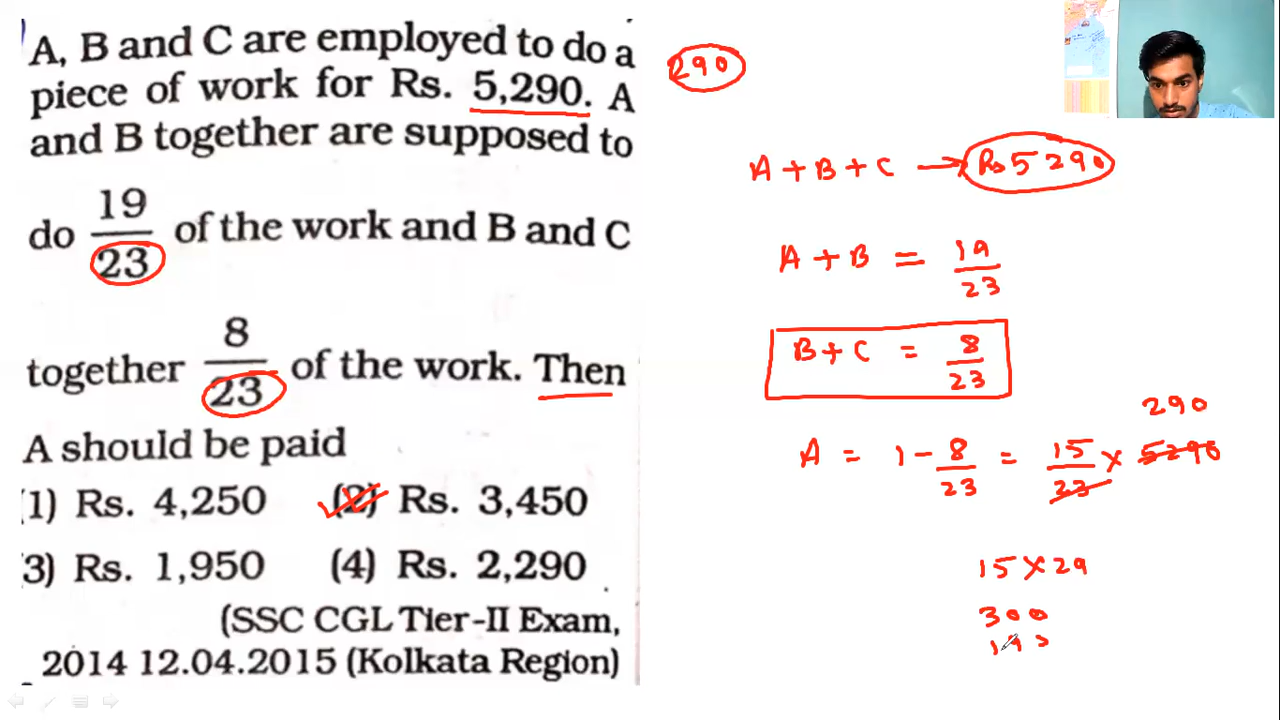 A, B and C are employed to do a
piece of work for Rs. 5,290. A
and B together are supposed to
do 19/23 of the work and B and C
together 8/23 of the work. Then
A should be paid
(1) Rs. 4,250 (2) Rs. 3,450
(3) Rs. 1,950 (4) Rs. 2,290
(SSC CGL Tier-II Exam,
2014 12.04.2015 (Kolkata Region)
290
A + B + C → Rs 5290
A + B = 19/23
B + C = 8/23
290
A = 1 - 8/23 = 15/23 × 5290
15 × 29
300